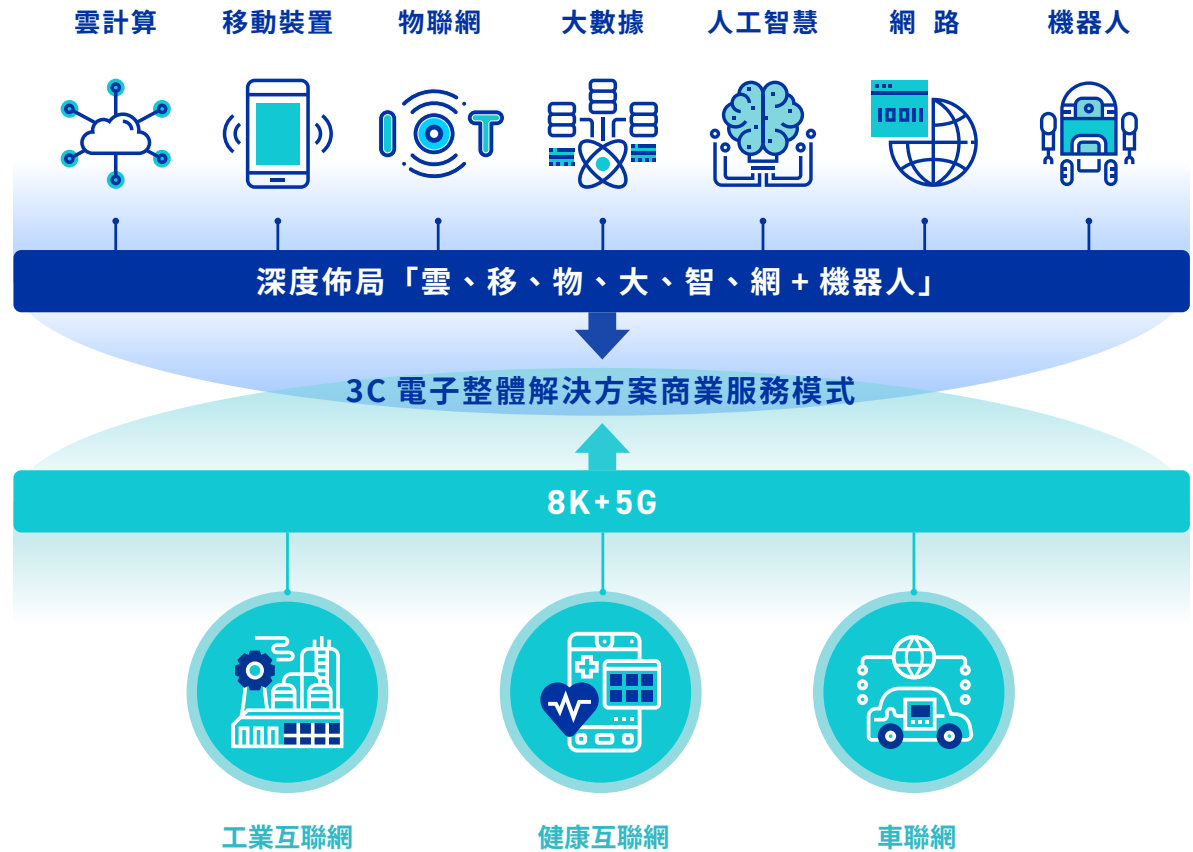 雲計算 移動裝置 物聯網 大數據 人工智慧 網 路 機器人
IOT
1001
深度佈局「雲、移、物、大、智、網 + 機器人」
3C 電子整體解決方案商業服務模式
8K+5G
工業互聯網 健康互聯網 車聯網